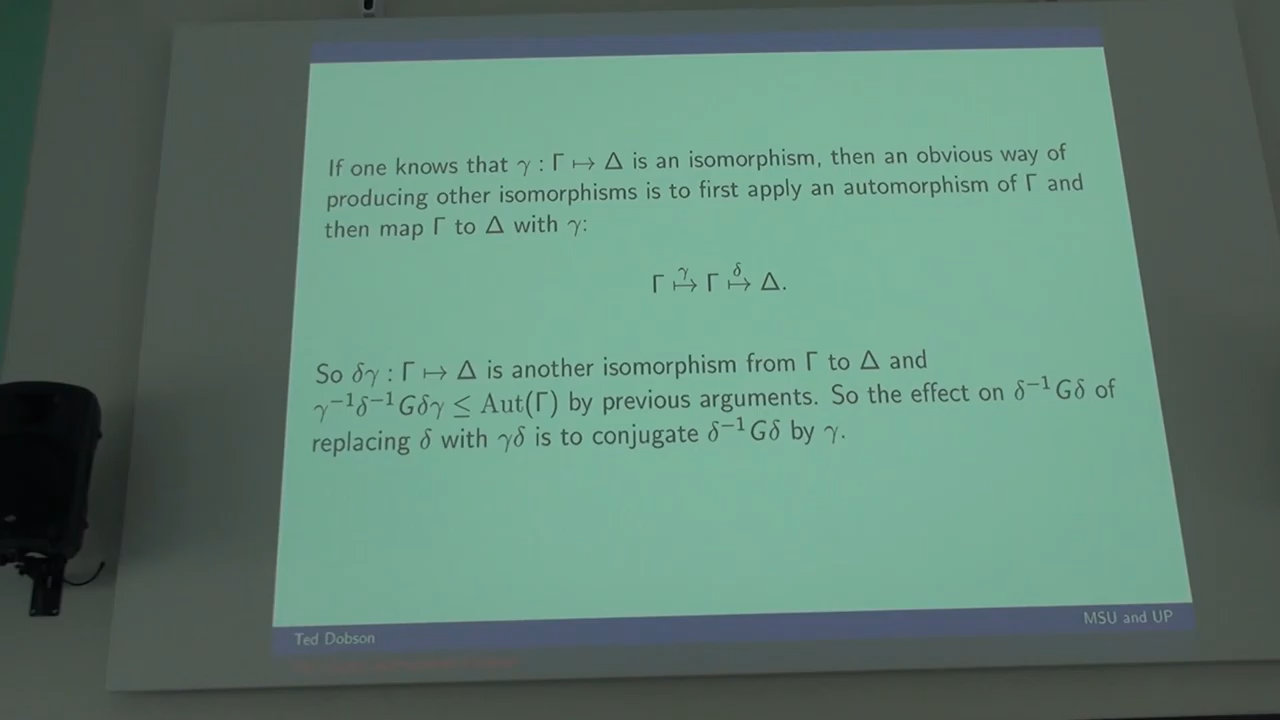 If one knows that γ : Γ ↦ Δ is an isomorphism, then an obvious way of
producing other isomorphisms is to first apply an automorphism of Γ and
then map Γ to Δ with γ:
Γ ↦^γ Γ ↦^δ Δ.
So δγ : Γ ↦ Δ is another isomorphism from Γ to Δ and
γ⁻¹δ⁻¹Gδγ ≤ Aut(Γ) by previous arguments. So the effect on δ⁻¹Gδ of
replacing δ with γδ is to conjugate δ⁻¹Gδ by γ.
Ted Dobson
MSU and UP